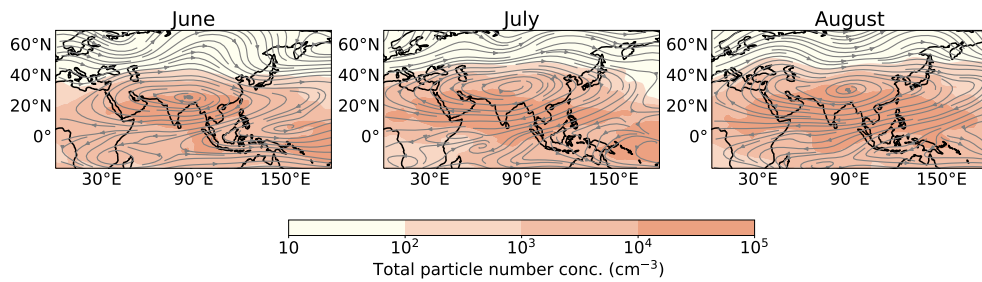 June July August
60°N 60°N 60°N
40°N 40°N 40°N
20°N 20°N 20°N
0° 0° 0°
30°E 90°E 150°E 30°E 90°E 150°E 30°E 90°E 150°E
10 10² 10³ 10⁴ 10⁵
Total particle number conc. (cm⁻³)